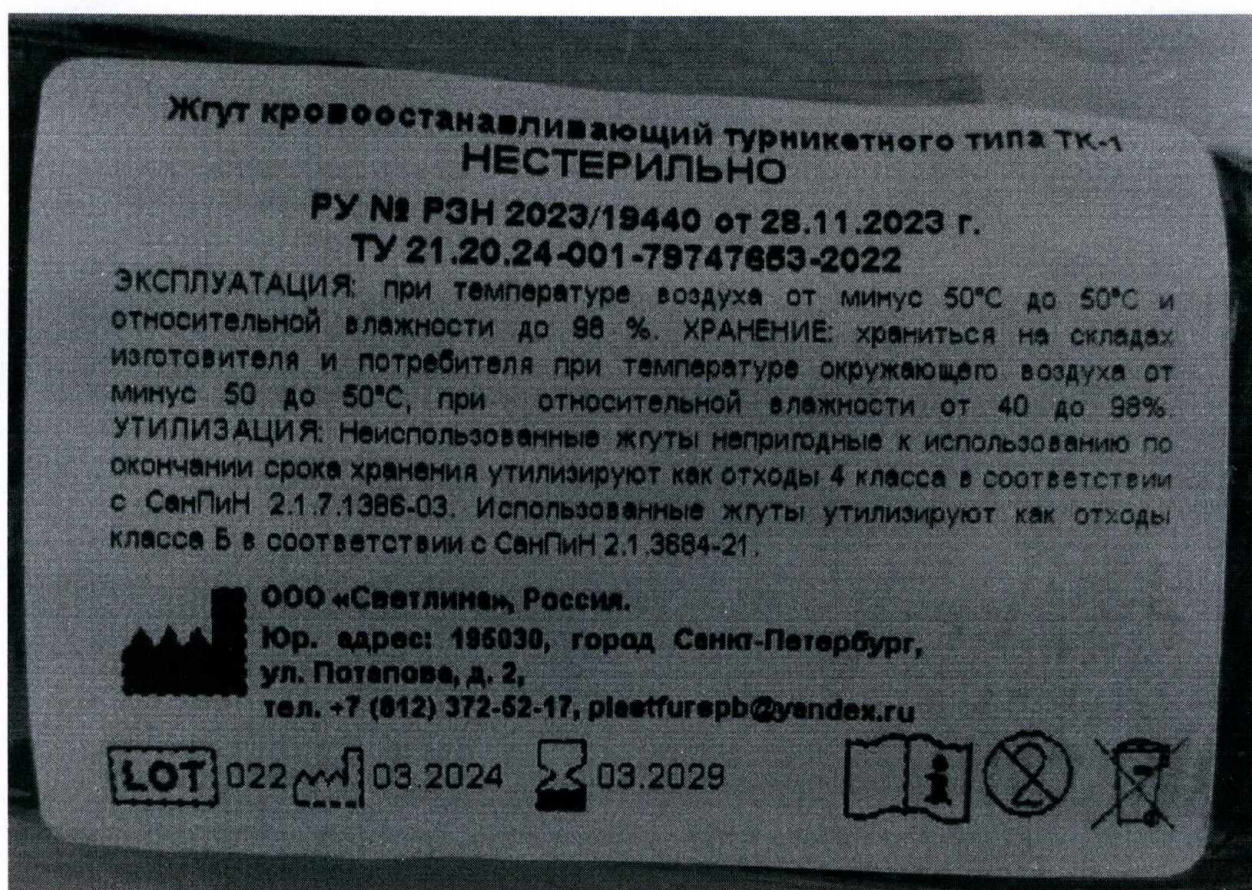 Жгут кровоостанавливающий турникетного типа ТК-1
НЕСТЕРИЛЬНО
РУ № РЗН 2023/19440 от 28.11.2023 г.
ТУ 21.20.24-001-79747653-2022
ЭКСПЛУАТАЦИЯ: при температуре воздуха от минус 50°С до 50°С и
относительной влажности до 98 %. ХРАНЕНИЕ: храниться на складах
изготовителя и потребителя при температуре окружающего воздуха от
минус 50 до 50°С, при относительной влажности от 40 до 98%.
УТИЛИЗАЦИЯ: Неиспользованные жгуты непригодные к использованию по
окончании срока хранения утилизируют как отходы 4 класса в соответствии
с СанПиН 2.1.7.1386-03. Использованные жгуты утилизируют как отходы
класса Б в соответствии с СанПиН 2.1.3684-21.
ООО «Светлина», Россия.
Юр. адрес: 195030, город Санкт-Петербург,
ул. Потапова, д. 2,
тел. +7 (812) 372-52-17, plastfurspb@yandex.ru
LOT 022 03.2024 03.2029